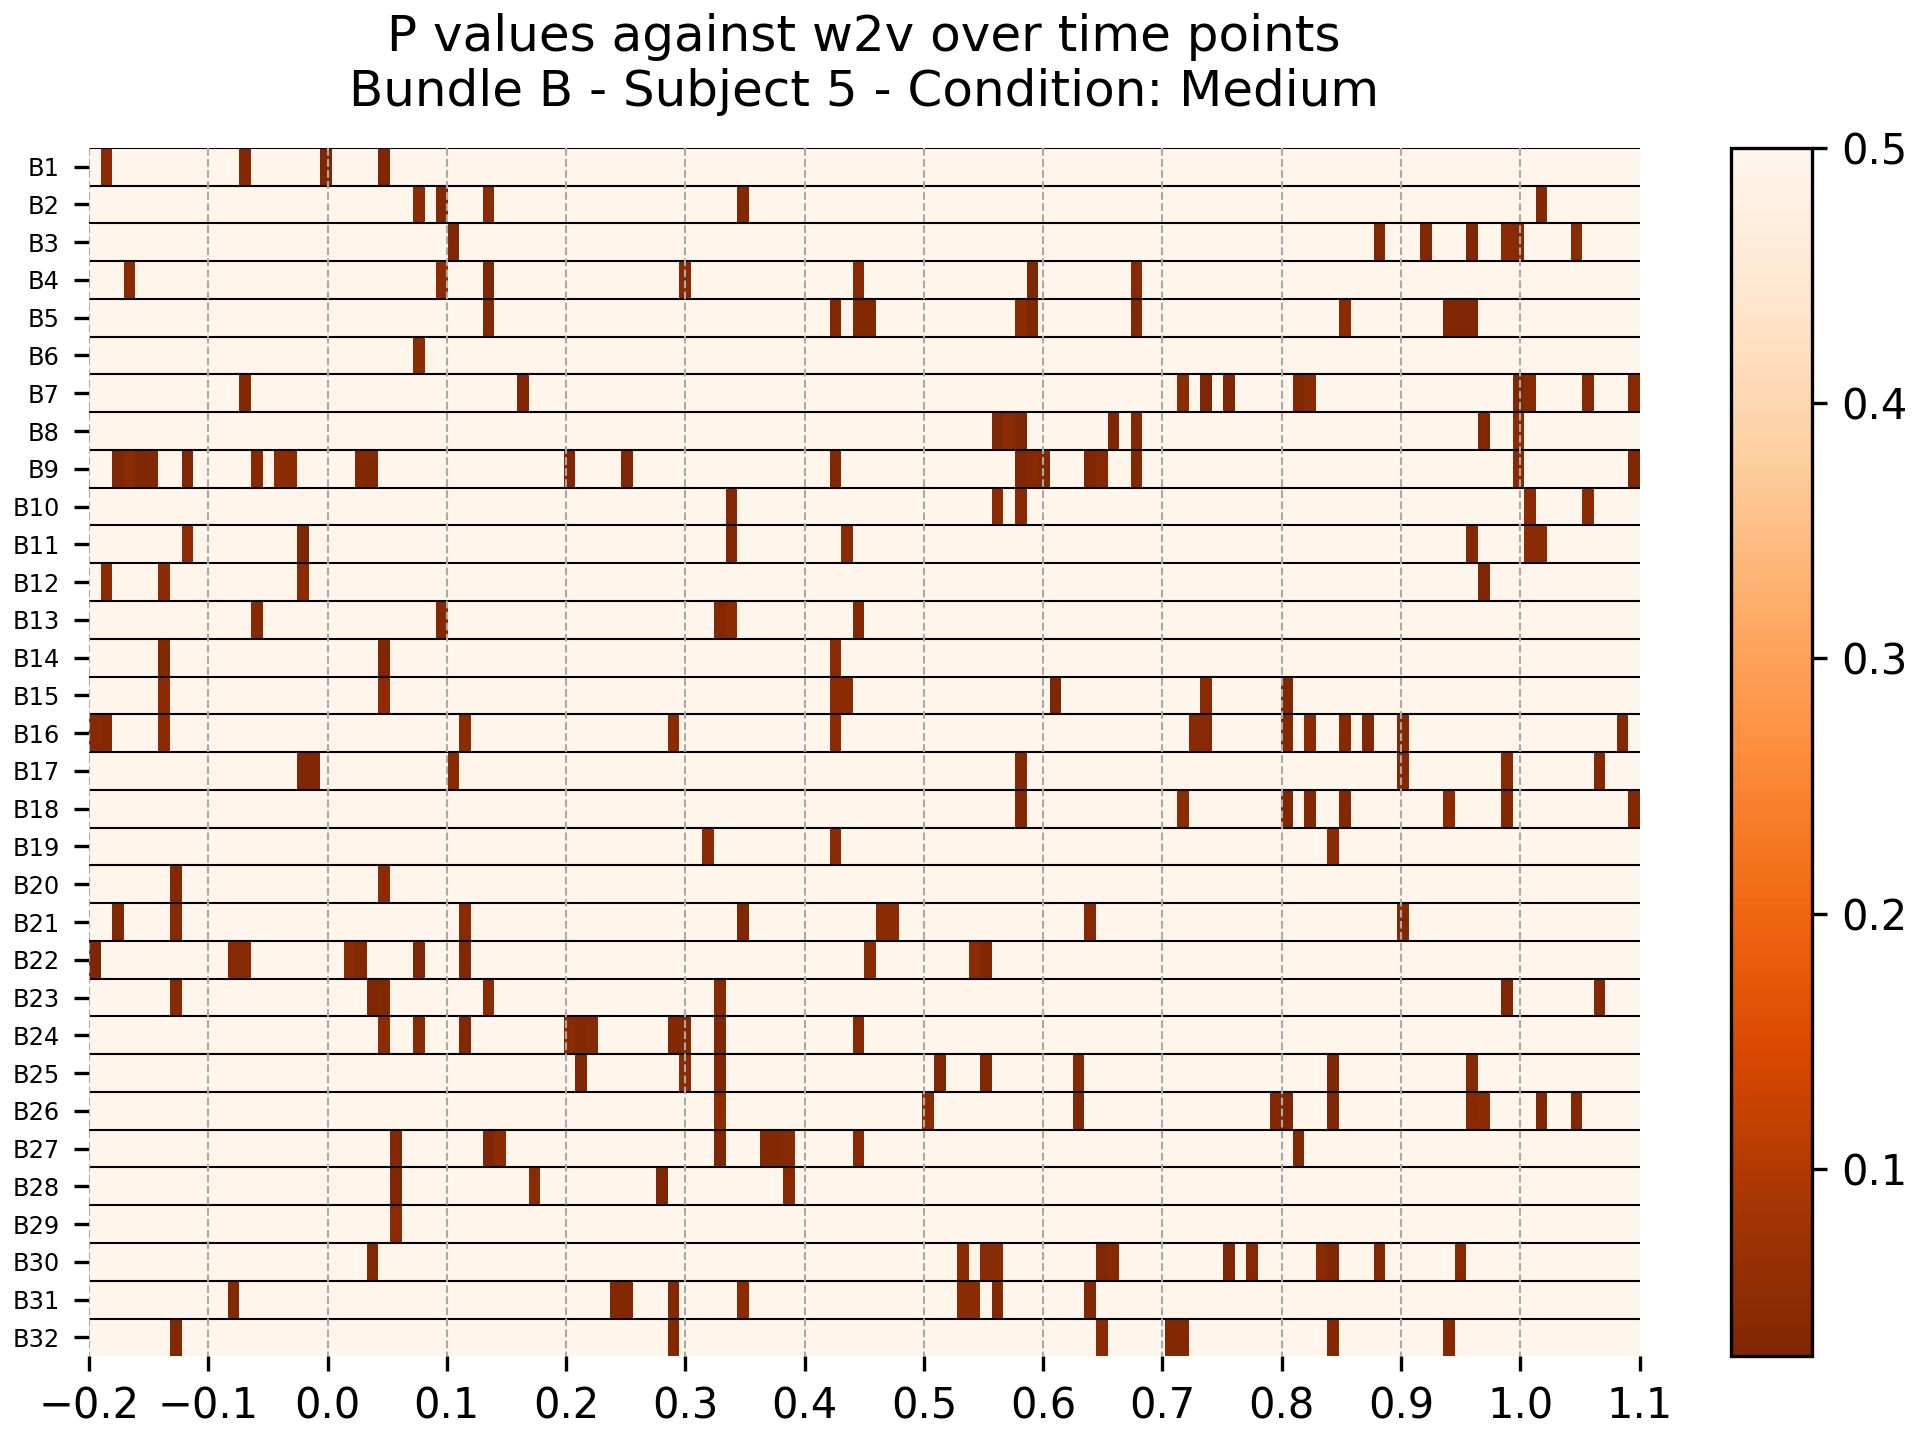 P values against w2v over time points
Bundle B - Subject 5 - Condition: Medium
B1
B2
B3
B4
B5
B6
B7
B8
B9
B10
B11
B12
B13
B14
B15
B16
B17
B18
B19
B20
B21
B22
B23
B24
B25
B26
B27
B28
B29
B30
B31
B32
−0.2 −0.1 0.0 0.1 0.2 0.3 0.4 0.5 0.6 0.7 0.8 0.9 1.0 1.1
0.5
0.4
0.3
0.2
0.1